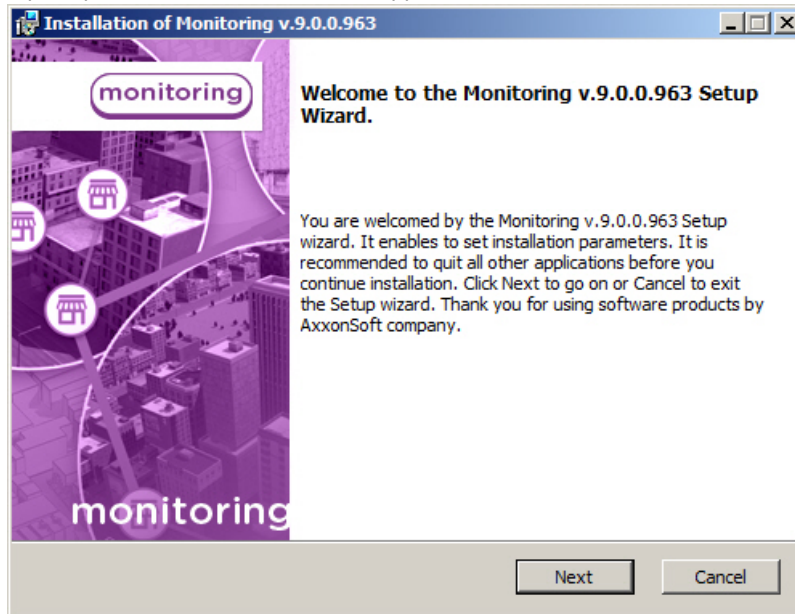 Installation of Monitoring v.9.0.0.963
monitoring
Welcome to the Monitoring v.9.0.0.963 Setup
Wizard.
You are welcomed by the Monitoring v.9.0.0.963 Setup
wizard. It enables to set installation parameters. It is
recommended to quit all other applications before you
continue installation. Click Next to go on or Cancel to exit
the Setup wizard. Thank you for using software products by
AxxonSoft company.
monitoring
Next
Cancel